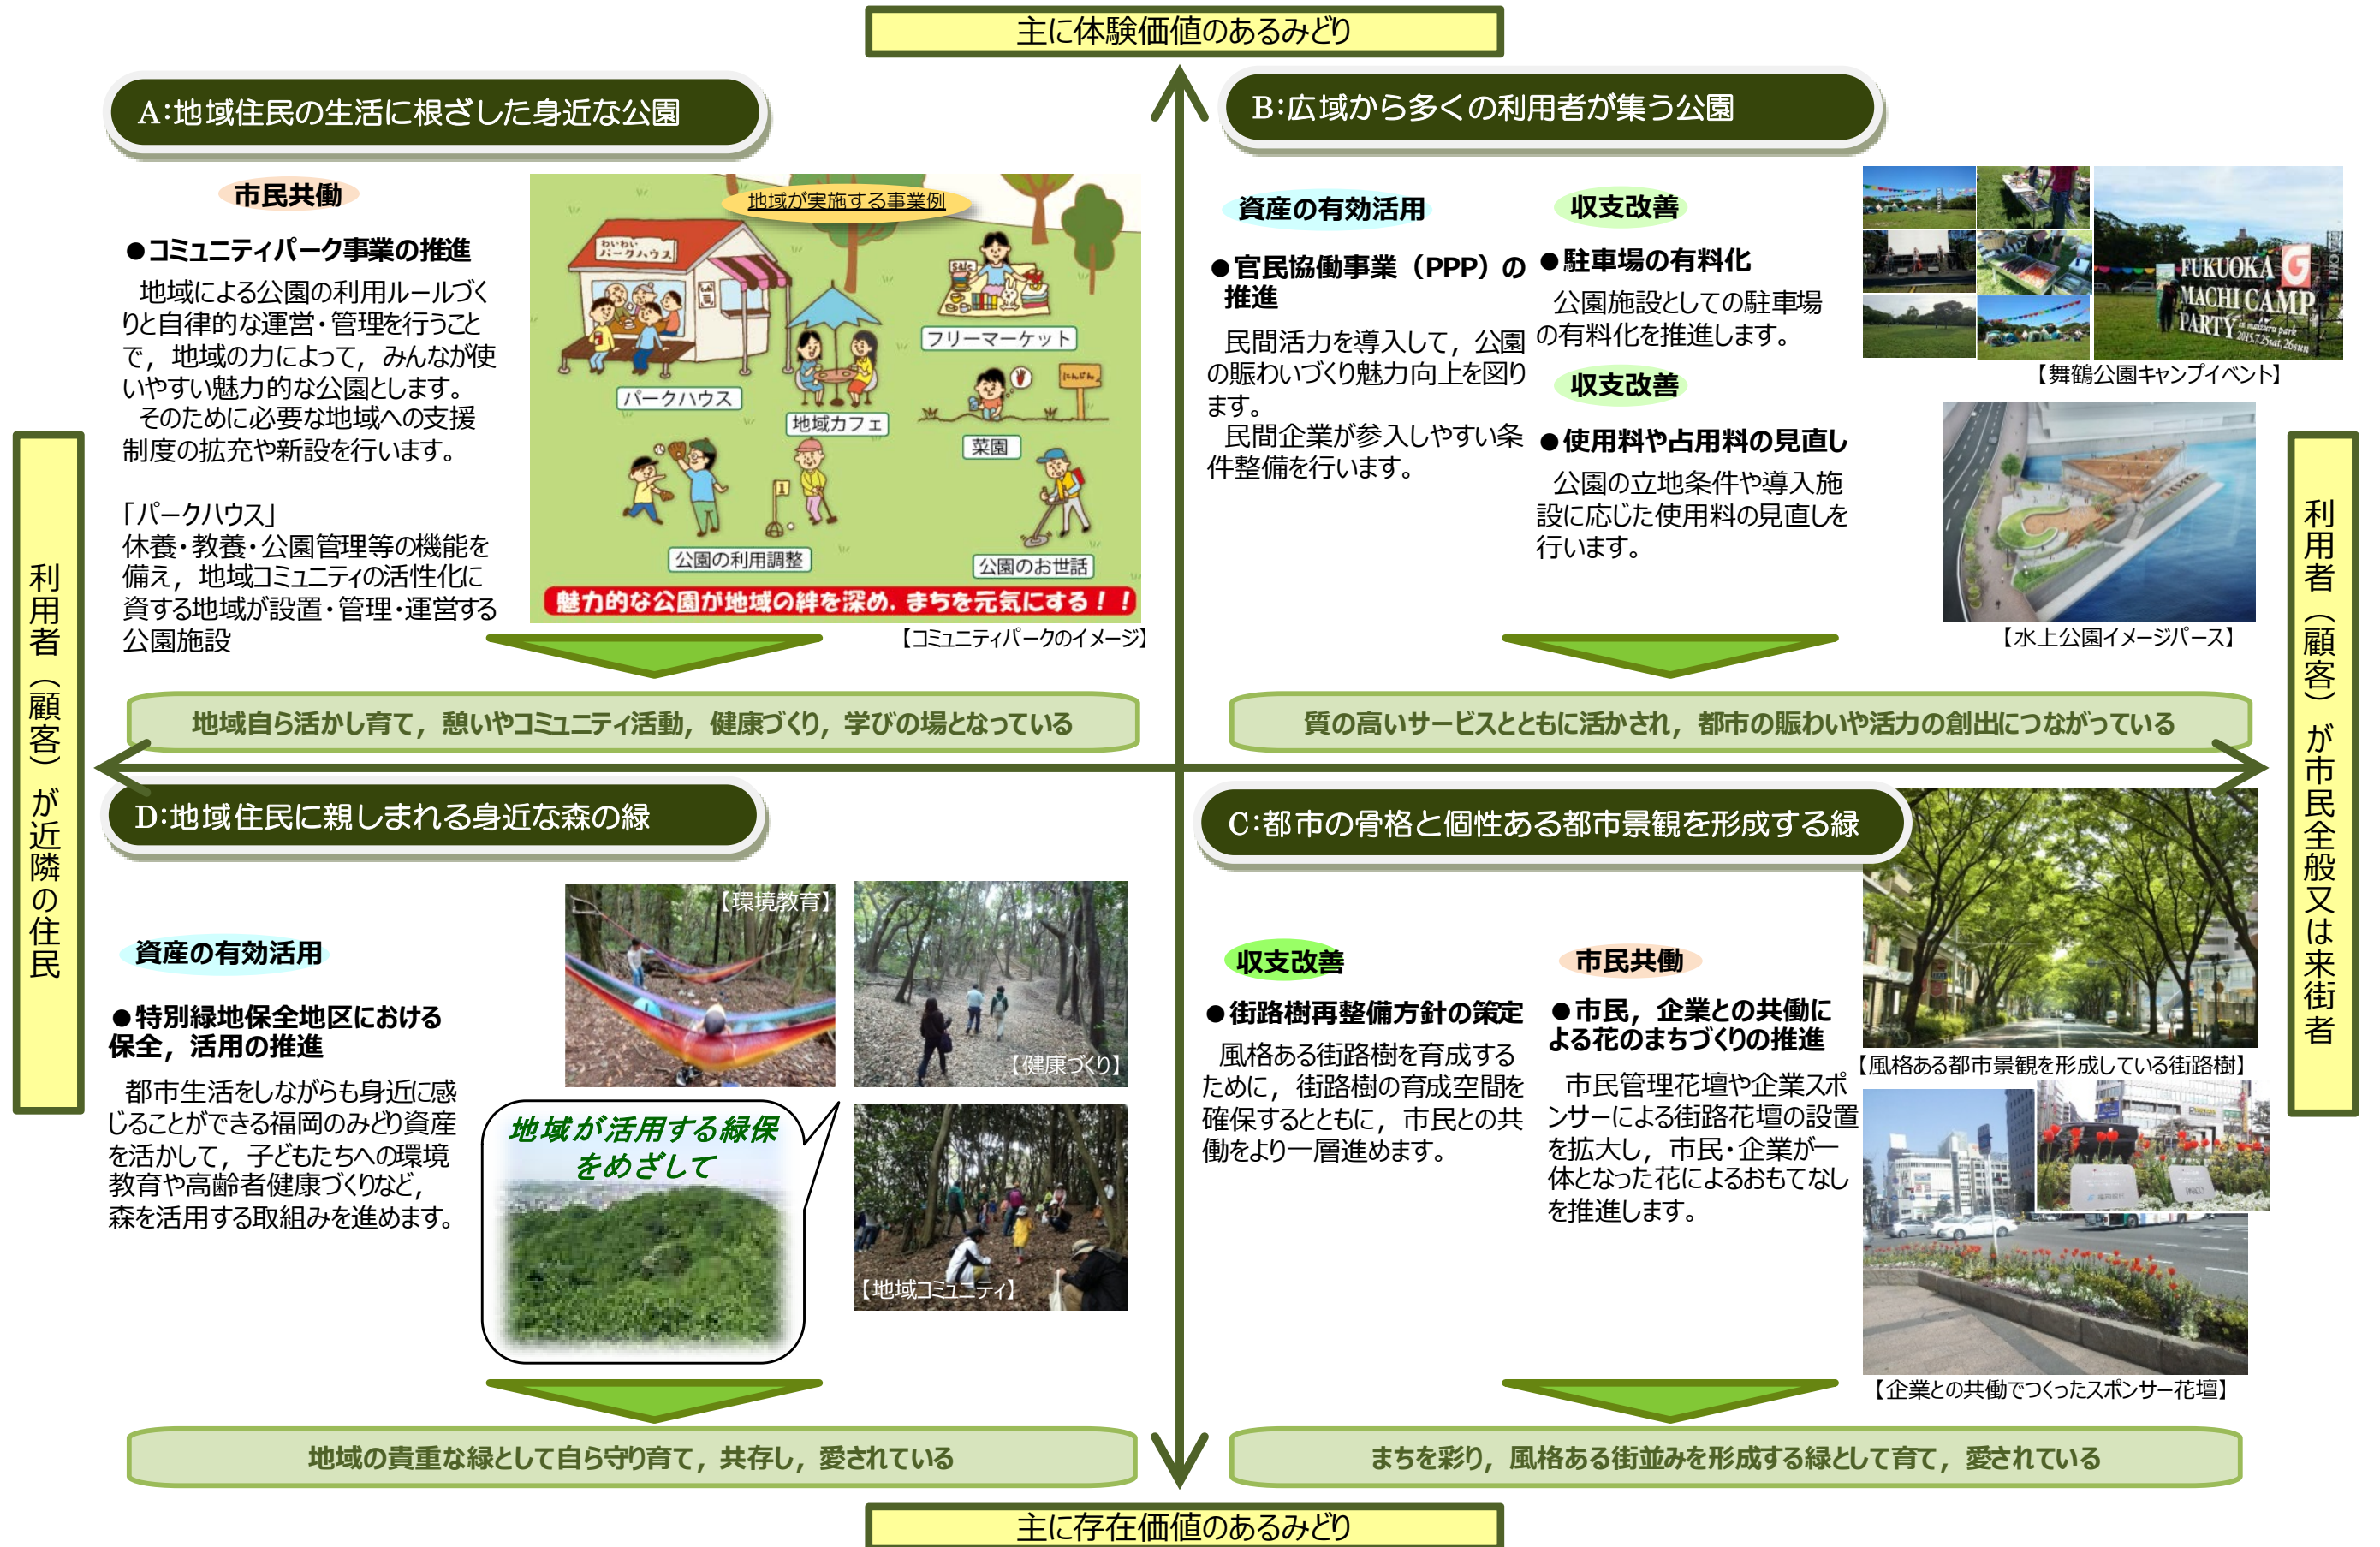 主に体験価値のあるみどり
A:地域住民の生活に根ざした身近な公園
市民共働
●コミュニティパーク事業の推進
地域による公園の利用ルールづく
りと自律的な運営・管理を行うこと
で，地域の力によって，みんなが使
いやすい魅力的な公園とします。
そのために必要な地域への支援
制度の拡充や新設を行います。
「パークハウス」
休養・教養・公園管理等の機能を
備え，地域コミュニティの活性化に
資する地域が設置・管理・運営する
公園施設
地域が実施する事業例
わいわい
パークハウス
Sale
フリーマーケット
パークハウス
地域カフェ
にんじん
菜園
1
公園の利用調整
公園のお世話
魅力的な公園が地域の絆を深め，まちを元気にする！！
【コミュニティパークのイメージ】
地域自ら活かし育て，憩いやコミュニティ活動，健康づくり，学びの場となっている
B:広域から多くの利用者が集う公園
資産の有効活用
●官民協働事業（PPP）の
推進
民間活力を導入して，公園
の賑わいづくり魅力向上を図り
ます。
民間企業が参入しやすい条
件整備を行います。
収支改善
●駐車場の有料化
公園施設としての駐車場
の有料化を推進します。
収支改善
●使用料や占用料の見直し
公園の立地条件や導入施
設に応じた使用料の見直しを
行います。
FUKUOKA
MACHI CAMP
PARTY
in maizuru park
2015.7.25sat,26sun
【舞鶴公園キャンプイベント】
【水上公園イメージパース】
質の高いサービスとともに活かされ，都市の賑わいや活力の創出につながっている
利用者（顧客）が近隣の住民
利用者（顧客）が市民全般又は来街者
D:地域住民に親しまれる身近な森の緑
資産の有効活用
●特別緑地保全地区における
保全，活用の推進
都市生活をしながらも身近に感
じることができる福岡のみどり資産
を活かして，子どもたちへの環境
教育や高齢者健康づくりなど，
森を活用する取組みを進めます。
【環境教育】
【健康づくり】
地域が活用する緑保
をめざして
【地域コミュニティ】
地域の貴重な緑として自ら守り育て，共存し，愛されている
C:都市の骨格と個性ある都市景観を形成する緑
収支改善
●街路樹再整備方針の策定
風格ある街路樹を育成する
ために，街路樹の育成空間を
確保するとともに，市民との共
働をより一層進めます。
市民共働
●市民，企業との共働に
よる花のまちづくりの推進
市民管理花壇や企業スポ
ンサーによる街路花壇の設置
を拡大し，市民・企業が一
体となった花によるおもてなし
を推進します。
【風格ある都市景観を形成している街路樹】
【企業との共働でつくったスポンサー花壇】
まちを彩り，風格ある街並みを形成する緑として育て，愛されている
主に存在価値のあるみどり